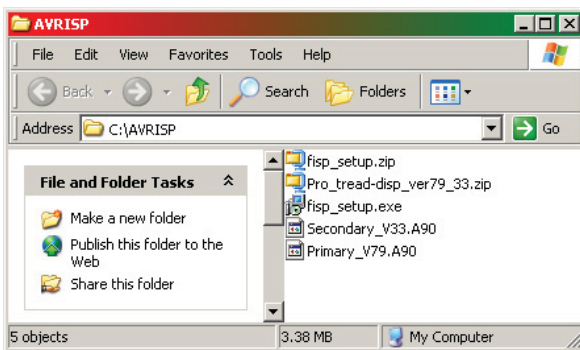 AVRISP
File Edit View Favorites Tools Help
Back Search Folders
Address C:\AVRISP Go
File and Folder Tasks
Make a new folder
Publish this folder to the
Web
Share this folder
fisp_setup.zip
Pro_tread-disp_ver79_33.zip
fisp_setup.exe
Secondary_V33.A90
Primary_V79.A90
5 objects 3.38 MB My Computer